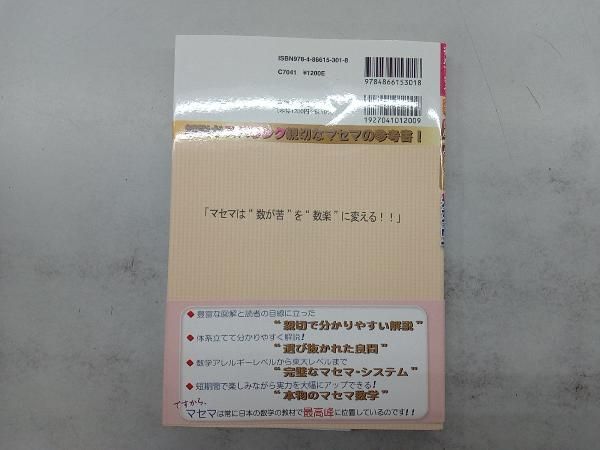 ISBN978-4-86615-301-8
C7041 ¥1200E
9784866153018
1200円
1927041012009
親切なマセマの参考書！
「マセマは“数が苦”を“数楽”に変える！！」
◆豊富な図解と読者の目線に立った
“親切で分かりやすい解説”
◆体系立てて分かりやすく解説!
“選び抜かれた良問”
◆数学アレルギーレベルから東大レベルまで
“完璧なマセマ・システム”
◆短期間で楽しみながら実力を大幅にアップできる!
“本物のマセマ数学”
ですから、
マセマは常に日本の数学の教材で最高峰に位置しているのです!!